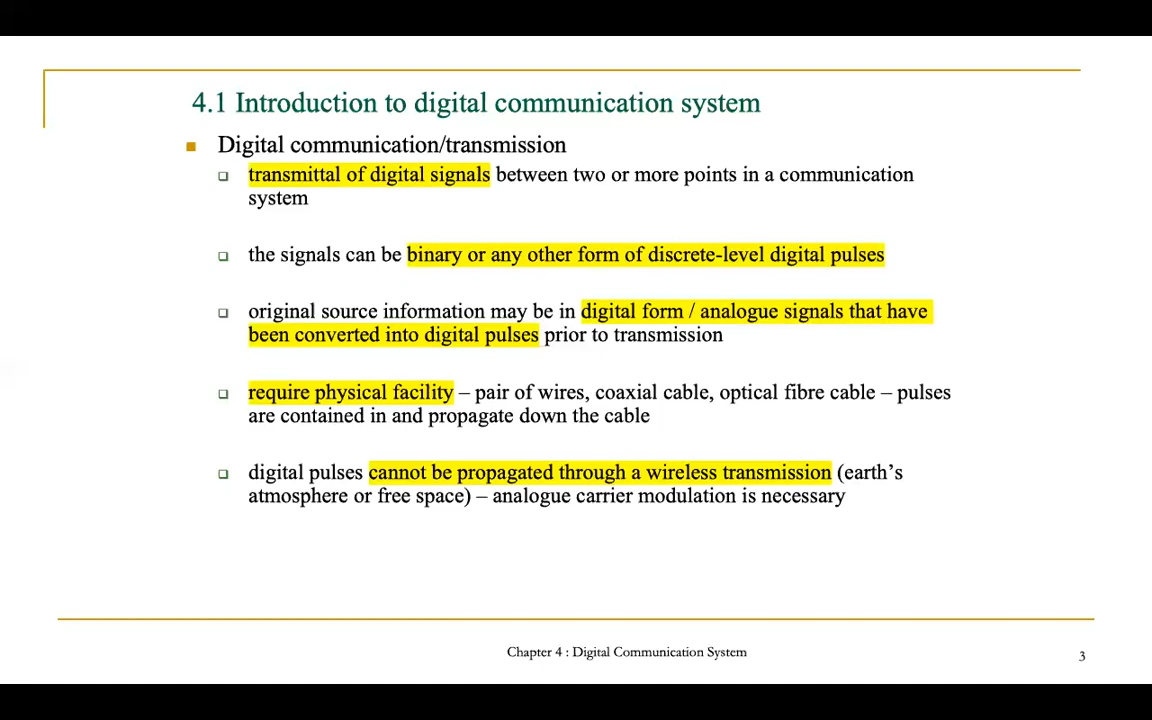 4.1 Introduction to digital communication system
Digital communication/transmission
transmittal of digital signals between two or more points in a communication
system
the signals can be binary or any other form of discrete-level digital pulses
original source information may be in digital form / analogue signals that have
been converted into digital pulses prior to transmission
require physical facility – pair of wires, coaxial cable, optical fibre cable – pulses
are contained in and propagate down the cable
digital pulses cannot be propagated through a wireless transmission (earth’s
atmosphere or free space) – analogue carrier modulation is necessary
Chapter 4 : Digital Communication System
3